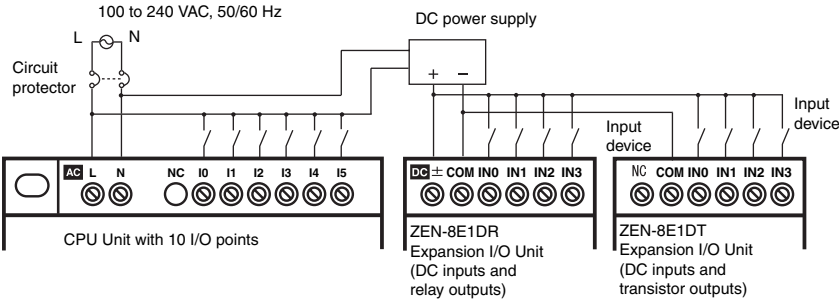 100 to 240 VAC, 50/60 Hz
DC power supply
L N
Circuit
protector
+ −
Input
device
Input
device
AC L N NC I0 I1 I2 I3 I4 I5
DC ± COM IN0 IN1 IN2 IN3
NC COM IN0 IN1 IN2 IN3
CPU Unit with 10 I/O points
ZEN-8E1DR
Expansion I/O Unit
(DC inputs and
relay outputs)
ZEN-8E1DT
Expansion I/O Unit
(DC inputs and
transistor outputs)